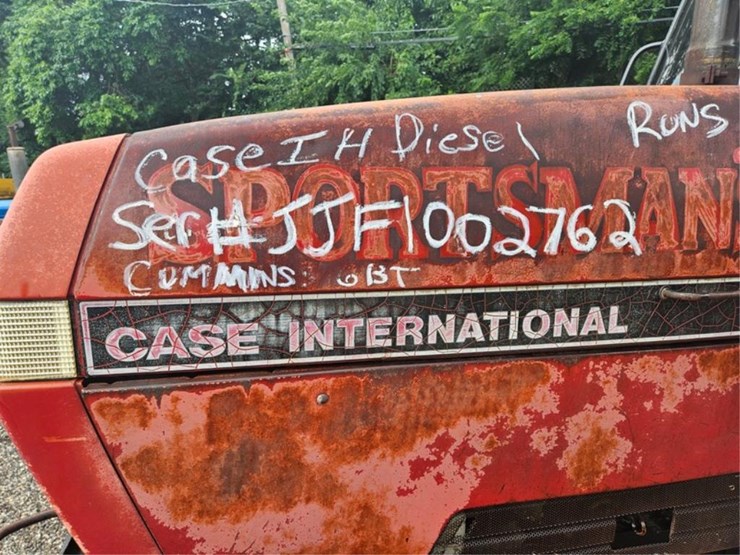 Case IH Diesel Runs
SPORTSMAN
Ser# JJF1002762
Cummins 6BT
CASE INTERNATIONAL